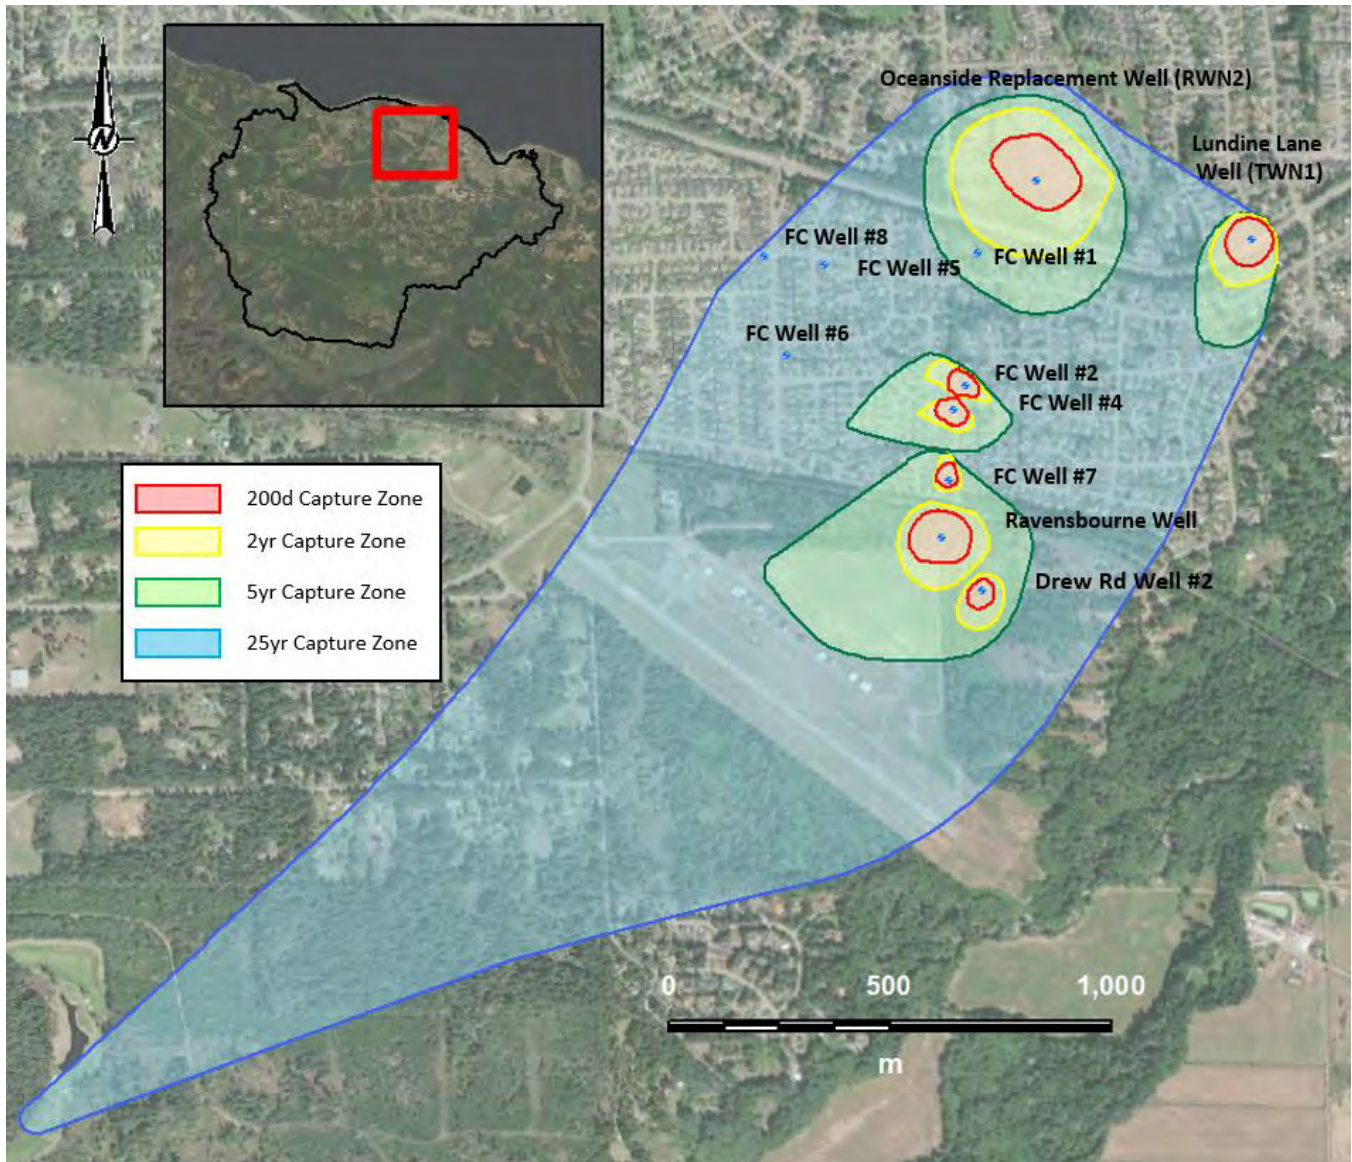 N
Oceanside Replacement Well (RWN2)
Lundine Lane
Well (TWN1)
FC Well #8
FC Well #5
FC Well #1
FC Well #6
FC Well #2
FC Well #4
FC Well #7
Ravensbourne Well
Drew Rd Well #2
200d Capture Zone
2yr Capture Zone
5yr Capture Zone
25yr Capture Zone
0 500 1,000
m